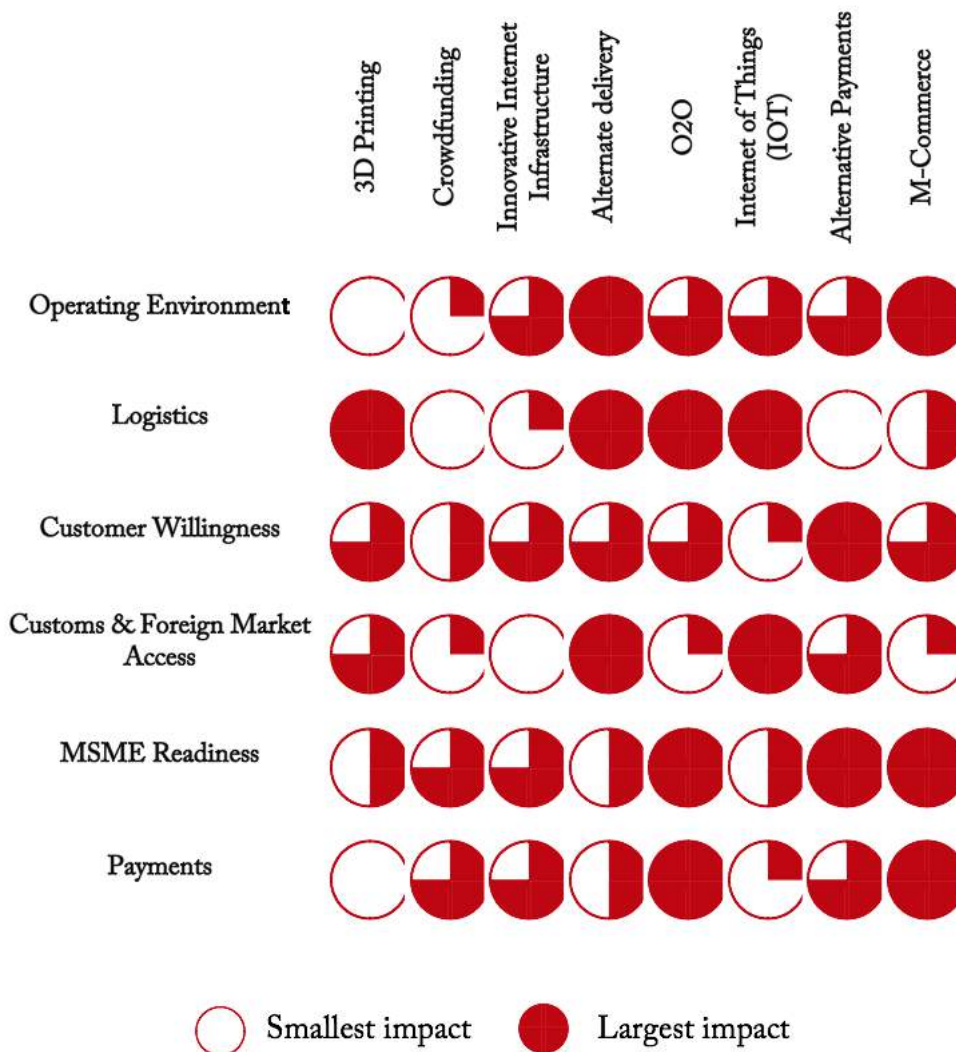 3D Printing
Crowdfunding
Innovative Internet
Infrastructure
Alternate delivery
O2O
Internet of Things
(IOT)
Alternative Payments
M-Commerce
Operating Environment
Logistics
Customer Willingness
Customs & Foreign Market
Access
MSME Readiness
Payments
Smallest impact
Largest impact